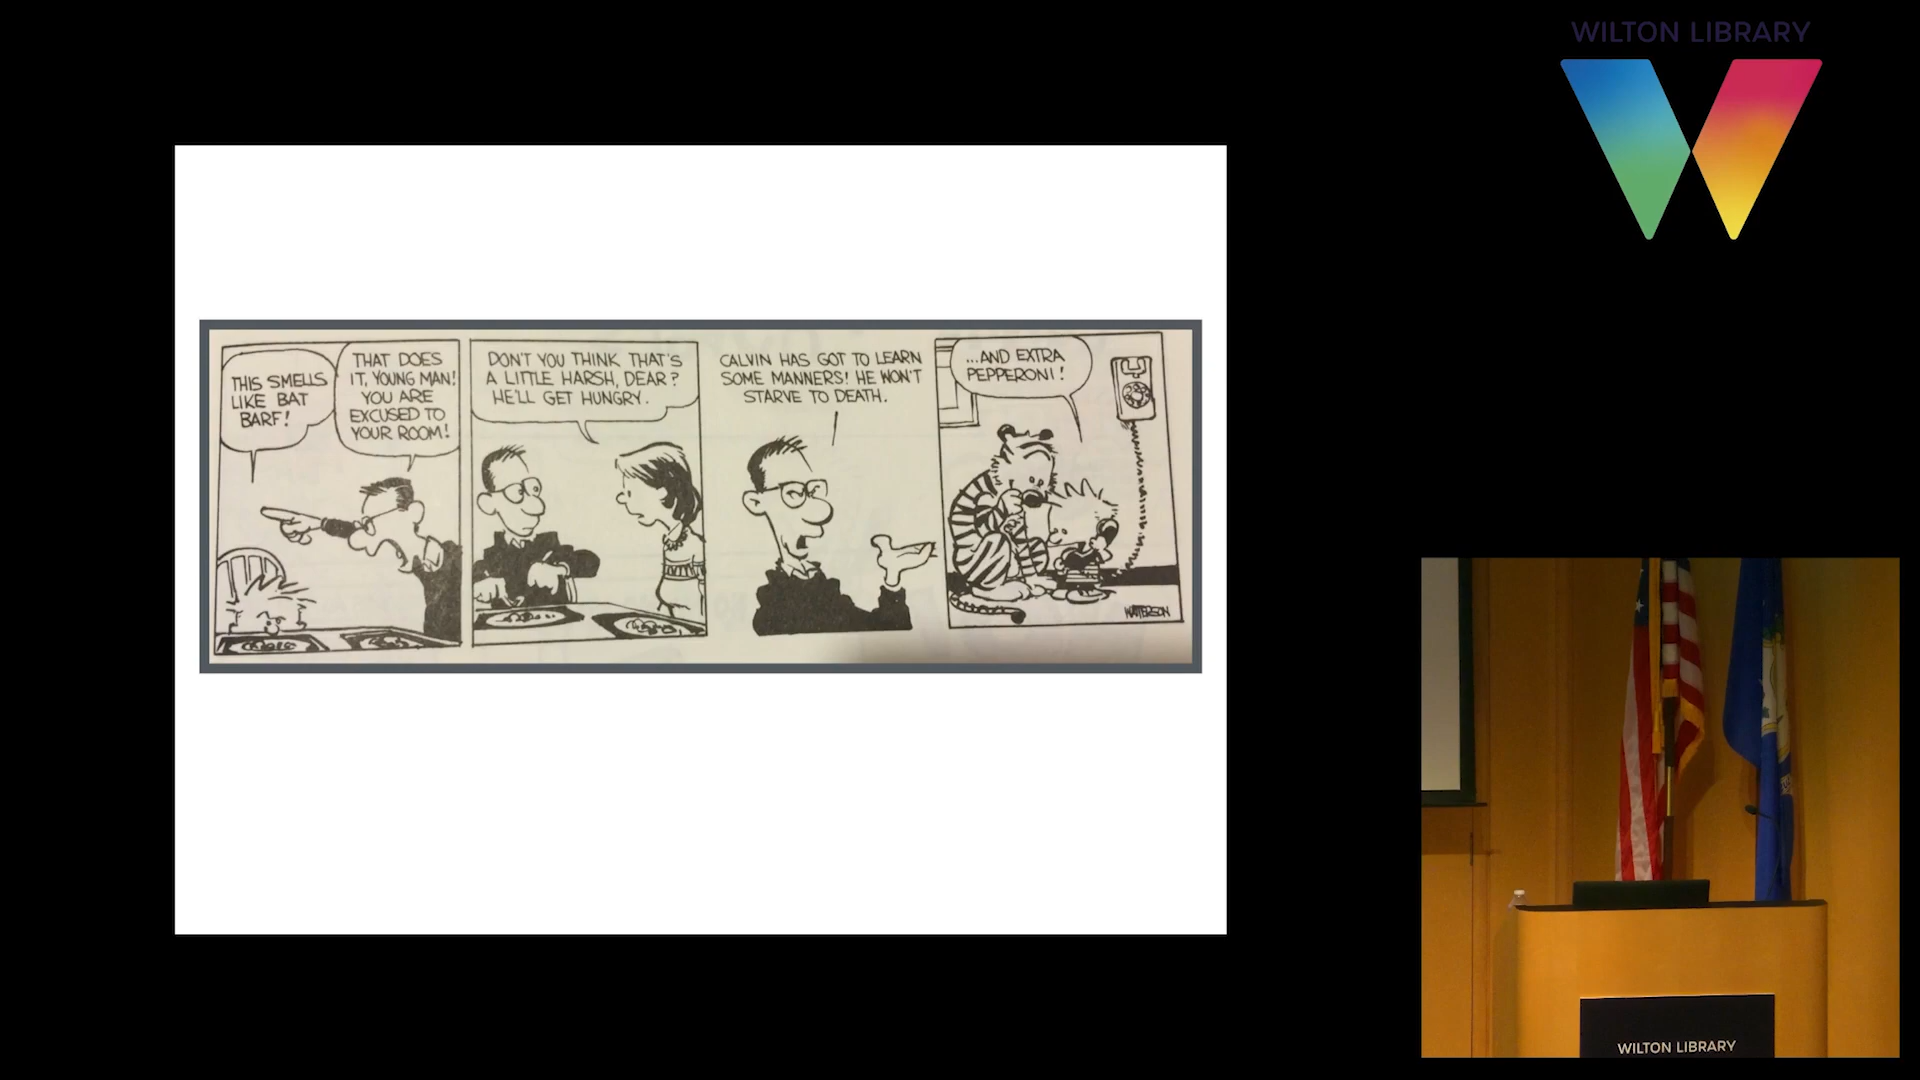 WILTON LIBRARY
THIS SMELLS
LIKE BAT
BARF!
THAT DOES
IT, YOUNG MAN!
YOU ARE
EXCUSED TO
YOUR ROOM!
DON'T YOU THINK THAT'S
A LITTLE HARSH, DEAR?
HE'LL GET HUNGRY.
CALVIN HAS GOT TO LEARN
SOME MANNERS! HE WON'T
STARVE TO DEATH.
...AND EXTRA
PEPPERONI!
WATTERSON
WILTON LIBRARY